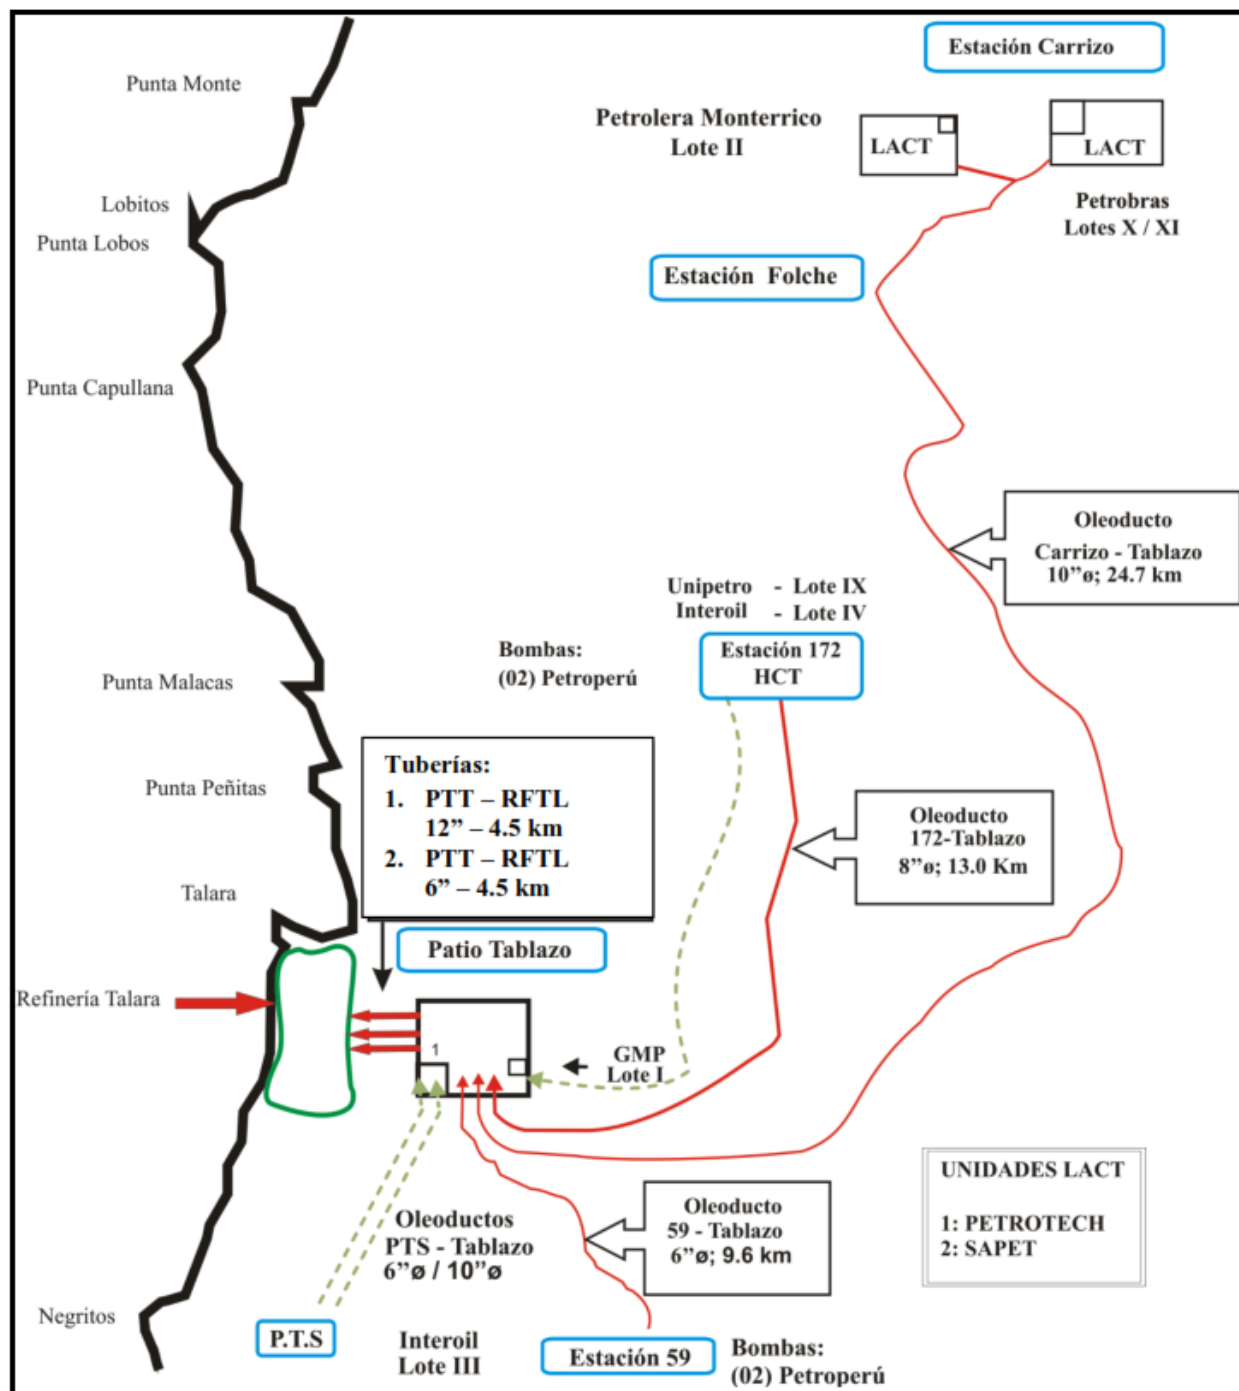 Estación Carrizo
Punta Monte
Petrolera Monterrico
Lote II
LACT
LACT
Lobitos
Punta Lobos
Petrobras
Lotes X / XI
Estación Folche
Punta Capullana
Oleoducto
Carrizo - Tablazo
10”ø; 24.7 km
Unipetro - Lote IX
Interoil - Lote IV
Bombas:
(02) Petroperú
Estación 172
HCT
Punta Malacas
Tuberías:
1. PTT – RFTL
12” – 4.5 km
2. PTT – RFTL
6” – 4.5 km
Punta Peñitas
Oleoducto
172-Tablazo
8”ø; 13.0 Km
Talara
Patio Tablazo
Refinería Talara
1
GMP
Lote I
UNIDADES LACT
1: PETROTECH
2: SAPET
Oleoductos
PTS - Tablazo
6”ø / 10”ø
Oleoducto
59 - Tablazo
6”ø; 9.6 km
Negritos
P.T.S
Interoil
Lote III
Estación 59
Bombas:
(02) Petroperú